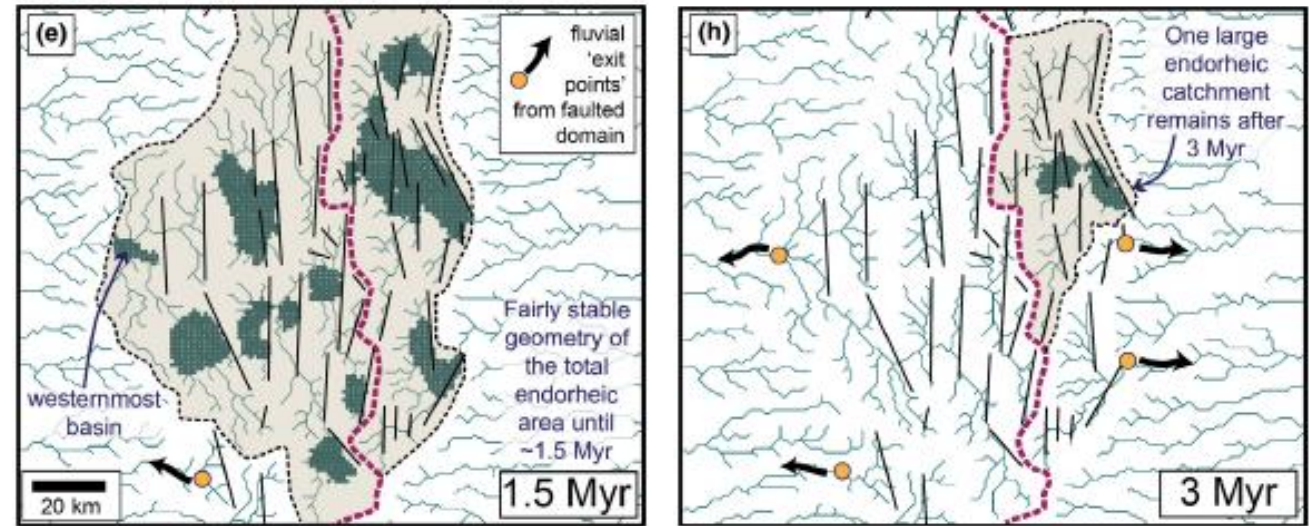 (e)
fluvial
'exit
points'
from faulted
domain
westernmost
basin
Fairly stable
geometry of
the total
endorheic
area until
~1.5 Myr
20 km
1.5 Myr
(h)
One large
endorheic
catchment
remains after
3 Myr
3 Myr